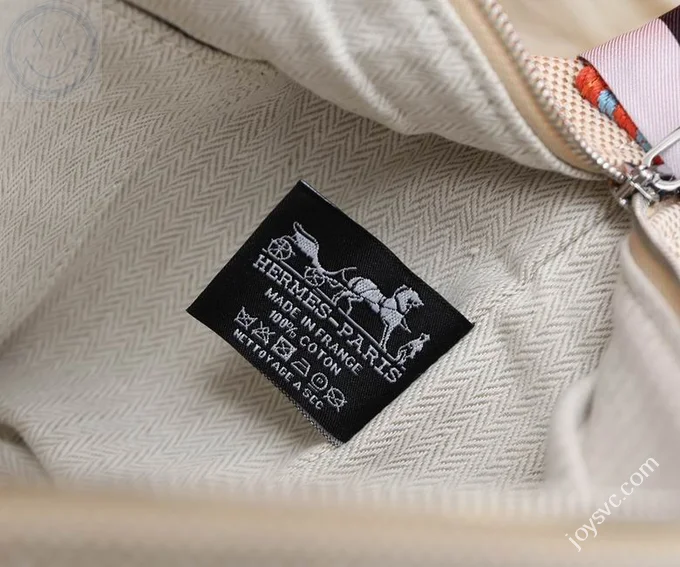 HERMES-PARIS
MADE IN FRANCE
100% COTON
NETTOYAGE A SEC
joysvc.com